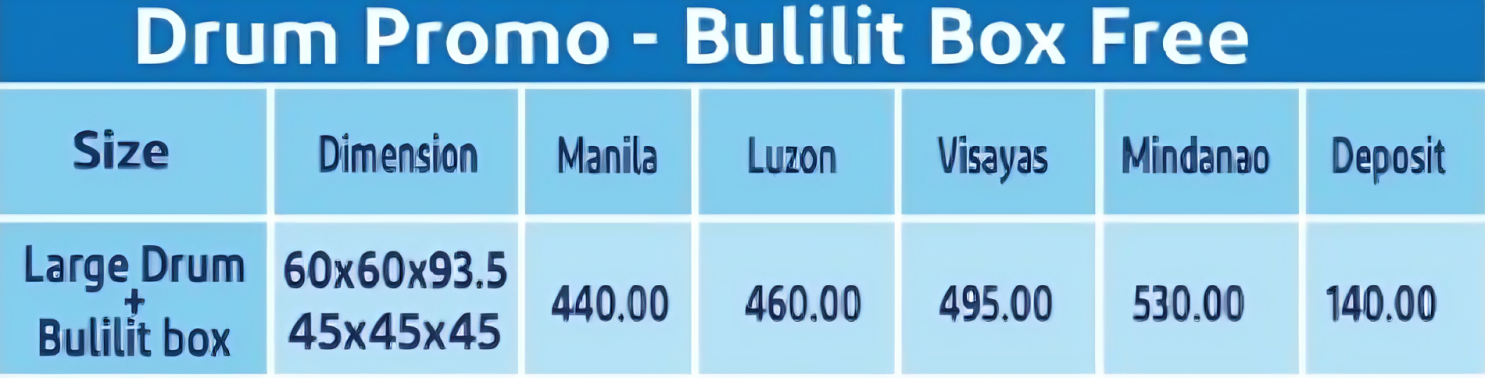 Drum Promo - Bulilit Box Free
Size Dimension Manila Luzon Visayas Mindanao Deposit
Large Drum
+
Bulilit box
60x60x93.5
45x45x45
440.00 460.00 495.00 530.00 140.00